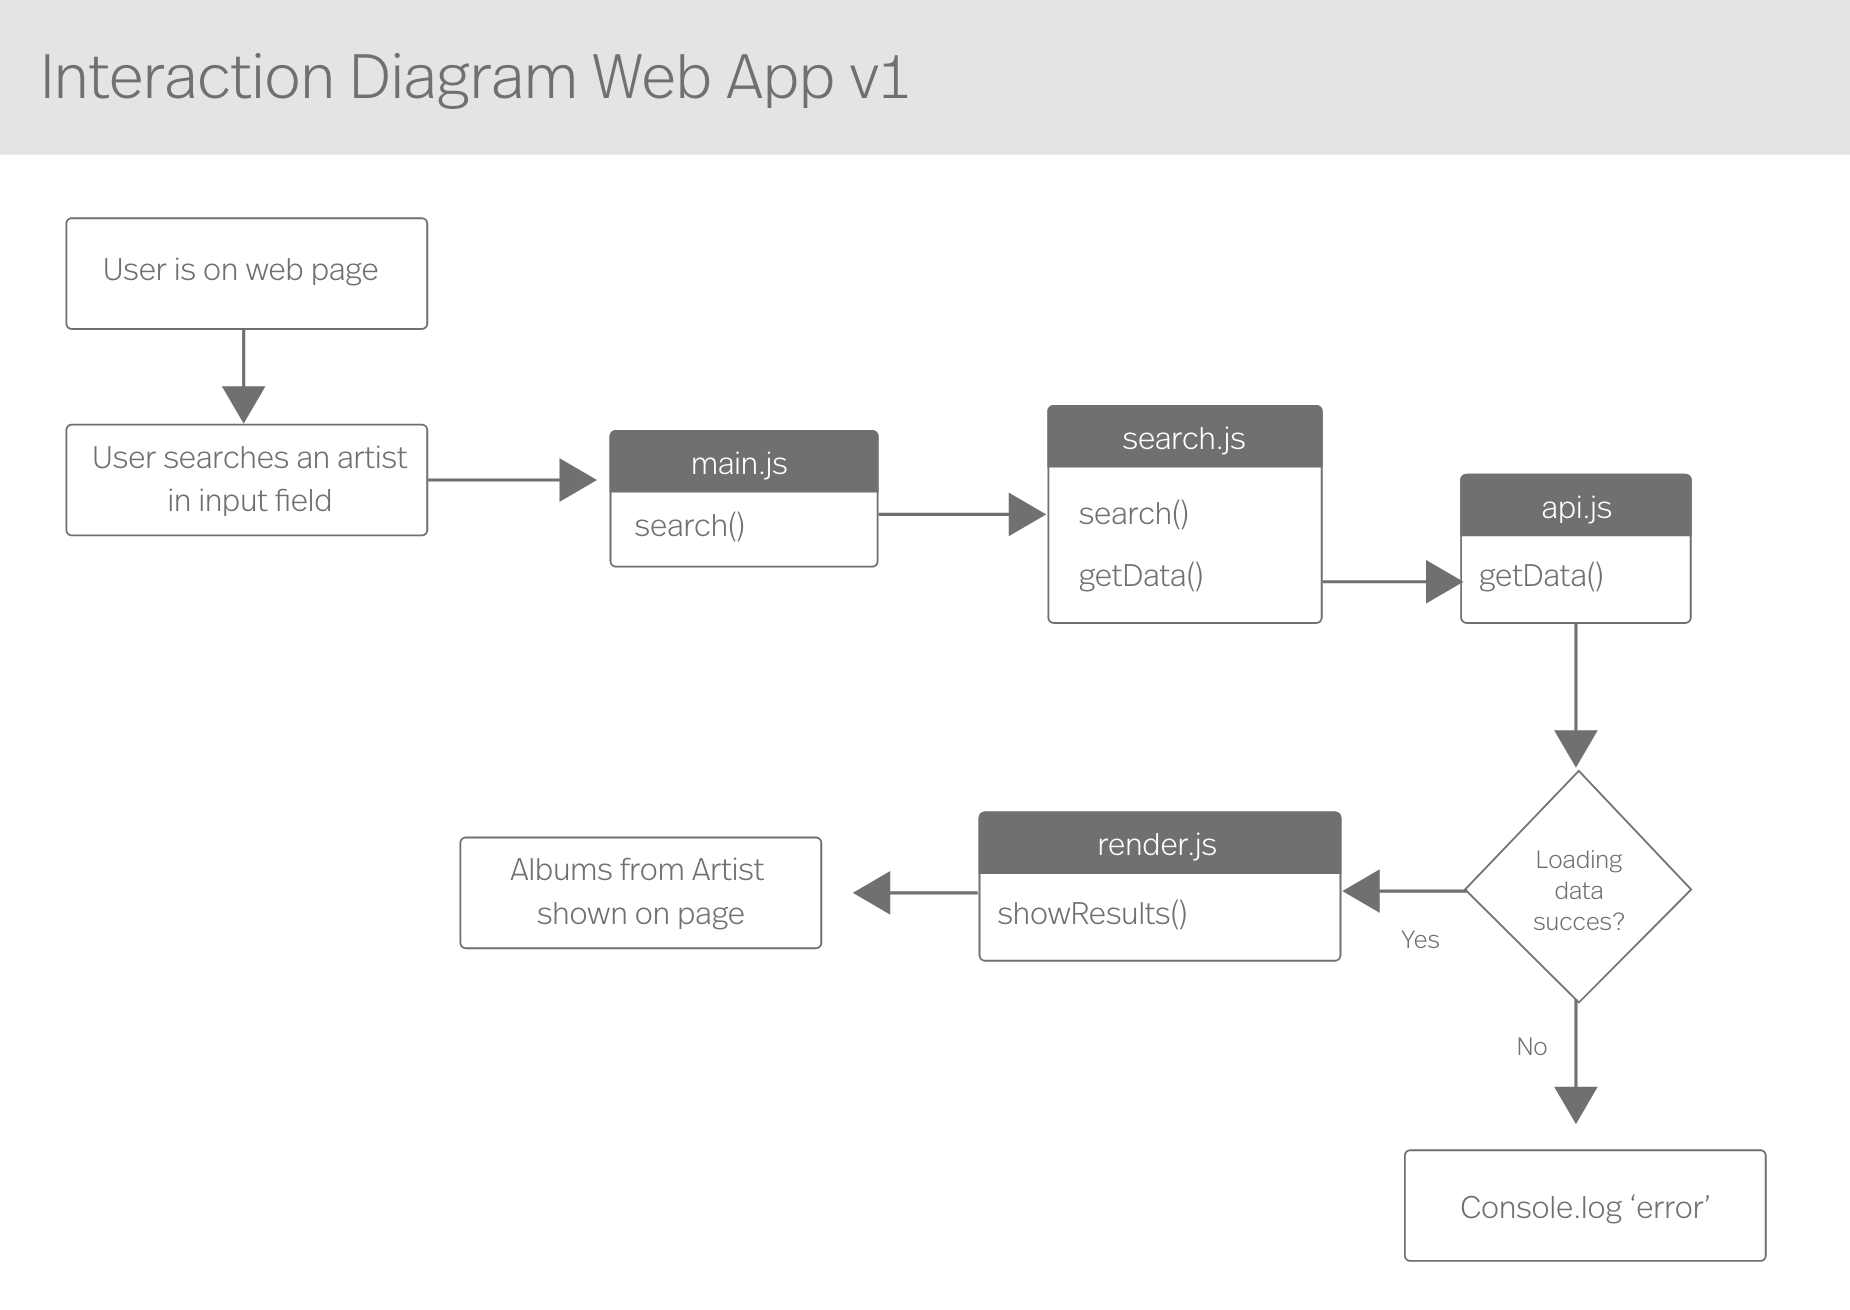 Interaction Diagram Web App v1
User is on web page
User searches an artist
in input field
main.js
search()
search.js
search()
getData()
api.js
getData()
Loading
data
succes?
Yes
No
render.js
showResults()
Albums from Artist
shown on page
Console.log ‘error’